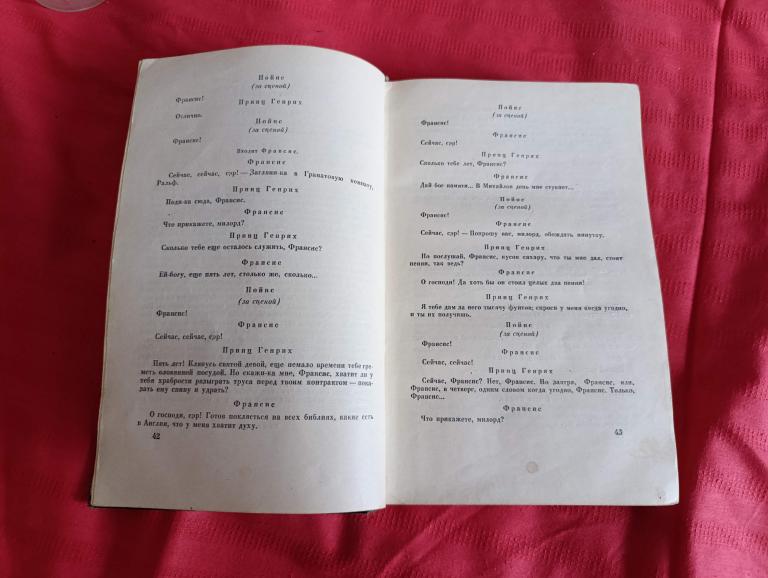 Пойнс
(за сценой)
Франсис!
Принц Генрих
Отлично.
Пойнс
(за сценой)
Франсис!
Входит Франсис.
Франсис
Сейчас, сейчас, сэр! — Загляни-ка в Гранатовую комнату,
Ральф.
Принц Генрих
Поди-ка сюда, Франсис.
Франсис
Что прикажете, милорд?
Принц Генрих
Сколько тебе еще осталось служить, Франсис?
Франсис
Ей-богу, еще пять лет, столько же, сколько...
Пойнс
(за сценой)
Франсис!
Франсис
Сейчас, сейчас, сэр!
Принц Генрих
Пять лет! Клянусь святой девой, еще немало времени тебе гре-
меть оловянной посудой. Но скажи-ка мне, Франсис, хватит ли у
тебя храбрости разыграть труса перед твоим контрактом — пока-
зать ему спину и удрать?
Франсис
О господи, сэр! Готов поклясться на всех библиях, какие есть
в Англии, что у меня хватит духу.
42
Пойнс
(за сценой)
Франсис!
Франсис
Сейчас, сэр!
Принц Генрих
Сколько тебе лет, Франсис?
Франсис
Дай бог памяти... В Михайлов день мне стукнет...
Пойнс
(за сценой)
Франсис!
Франсис
Сейчас, сэр! — Попрошу вас, милорд, обождать минутку.
Принц Генрих
Но послушай, Франсис, кусок сахару, что ты мне дал, стоит
пенни, так ведь?
Франсис
О господи! Да хоть бы он стоил целых два пенни!
Принц Генрих
Я тебе дам за него тысячу фунтов; спроси у меня когда угодно,
и ты их получишь.
Пойнс
(за сценой)
Франсис!
Франсис
Сейчас, сейчас!
Принц Генрих
Сейчас, Франсис? Нет, Франсис. Но завтра, Франсис, или,
Франсис, в четверг, одним словом когда угодно, Франсис. Только,
Франсис...
Франсис
Что прикажете, милорд?
43